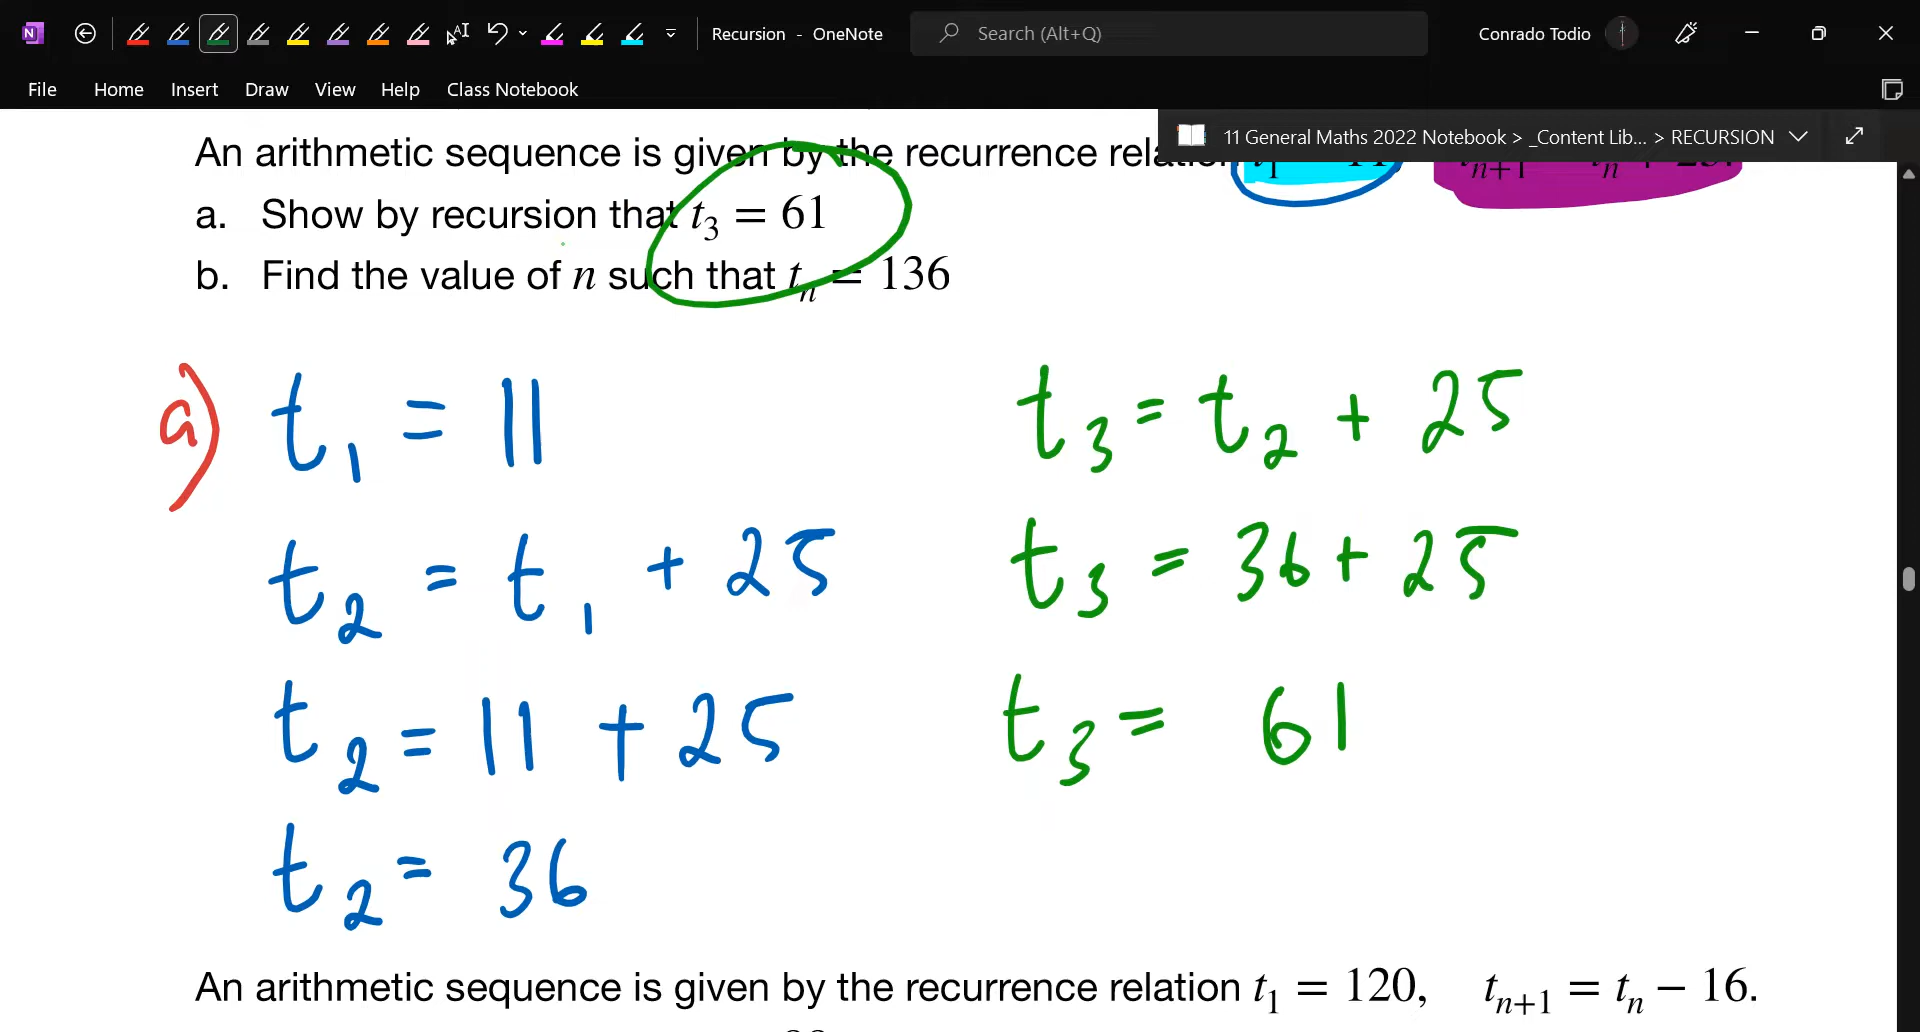 Recursion - OneNote
Search (Alt+Q)
Conrado Todio
File Home Insert Draw View Help Class Notebook
11 General Maths 2022 Notebook > _Content Lib... > RECURSION
An arithmetic sequence is given by the recurrence relation
a. Show by recursion that t₃ = 61
b. Find the value of n such that tₙ = 136
a) t₁ = 11
t₂ = t₁ + 25
t₂ = 11 + 25
t₂ = 36
t₃ = t₂ + 25
t₃ = 36 + 25
t₃ = 61
An arithmetic sequence is given by the recurrence relation t₁ = 120, tₙ₊₁ = tₙ − 16.